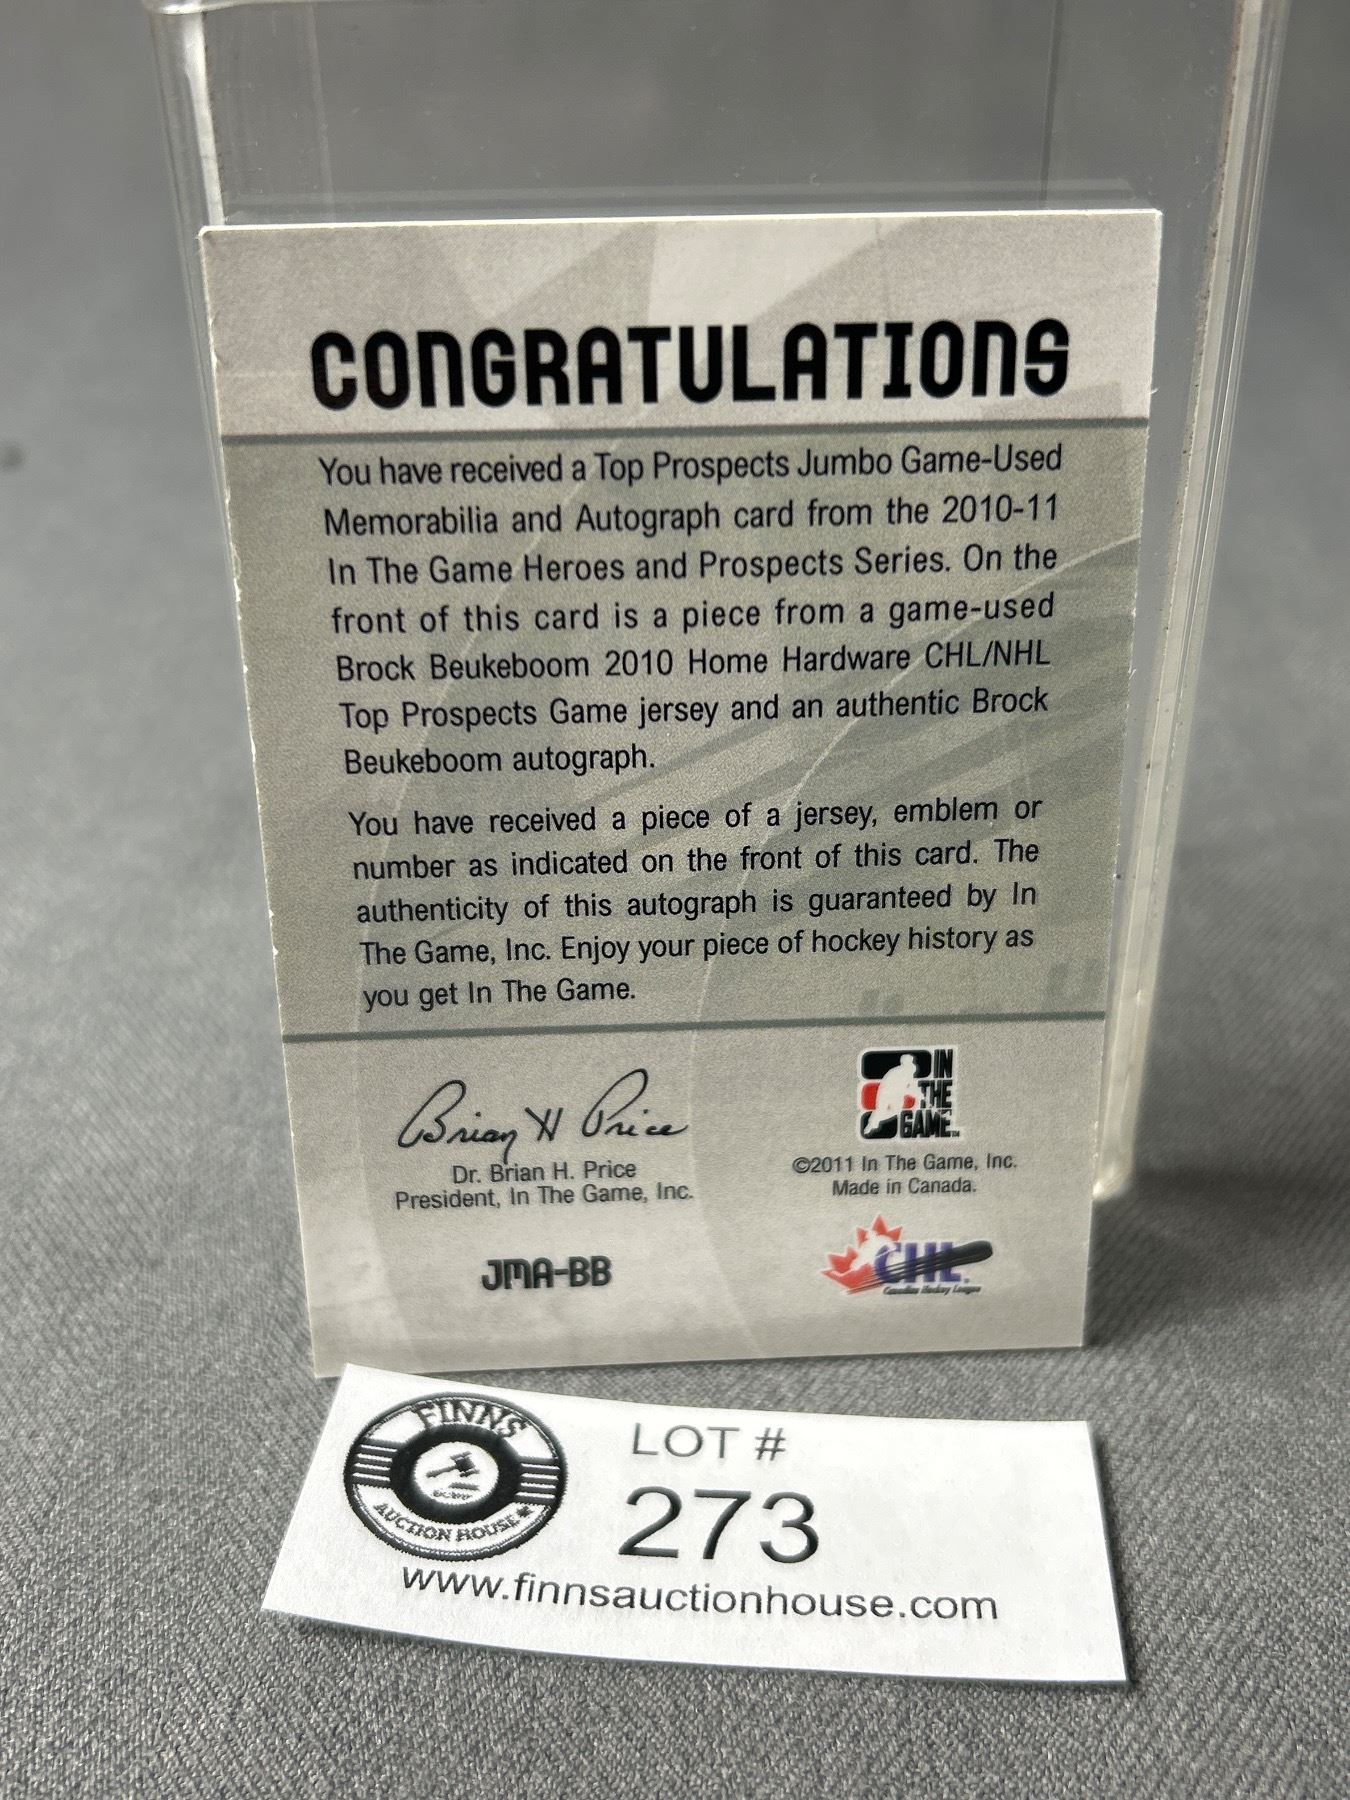 CONGRATULATIONS
You have received a Top Prospects Jumbo Game-Used
Memorabilia and Autograph card from the 2010-11
In The Game Heroes and Prospects Series. On the
front of this card is a piece from a game-used
Brock Beukeboom 2010 Home Hardware CHL/NHL
Top Prospects Game jersey and an authentic Brock
Beukeboom autograph.
You have received a piece of a jersey, emblem or
number as indicated on the front of this card. The
authenticity of this autograph is guaranteed by In
The Game, Inc. Enjoy your piece of hockey history as
you get In The Game.
Brian H Price
Dr. Brian H. Price
President, In The Game, Inc.
JMA-BB
IN
THE
GAME™
©2011 In The Game, Inc.
Made in Canada.
CHL
Canadian Hockey League
FINNS
AUCTION HOUSE
LOT #
273
www.finnsauctionhouse.com